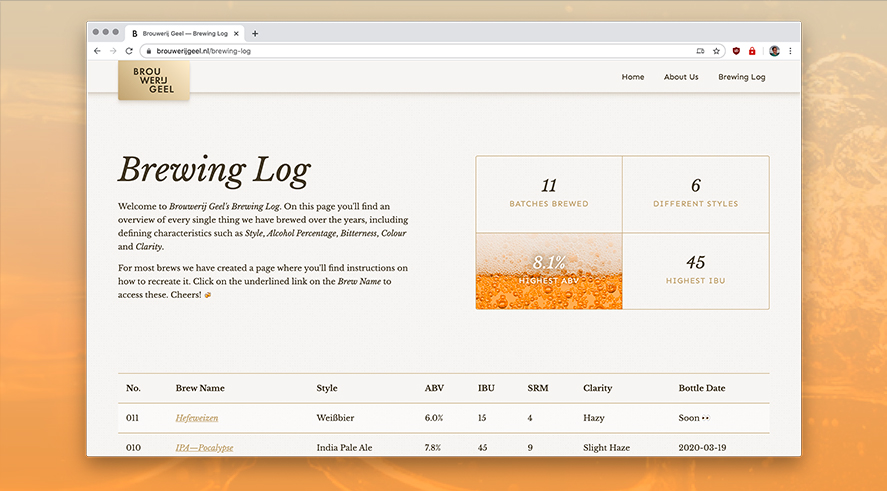 Brouwerij Geel — Brewing Log
brouwerijgeel.nl/brewing-log
BROU
WERIJ
GEEL
Home About Us Brewing Log
Brewing Log
Welcome to Brouwerij Geel's Brewing Log. On this page you'll find an
overview of every single thing we have brewed over the years, including
defining characteristics such as Style, Alcohol Percentage, Bitterness, Colour
and Clarity.
For most brews we have created a page where you'll find instructions on
how to recreate it. Click on the underlined link on the Brew Name to
access these. Cheers! 🍻
11
BATCHES BREWED
6
DIFFERENT STYLES
8.1%
HIGHEST ABV
45
HIGHEST IBU
No. Brew Name Style ABV IBU SRM Clarity Bottle Date
011 Hefeweizen Weißbier 6.0% 15 4 Hazy Soon 👀
010 IPA—Pocalypse India Pale Ale 7.8% 45 9 Slight Haze 2020-03-19